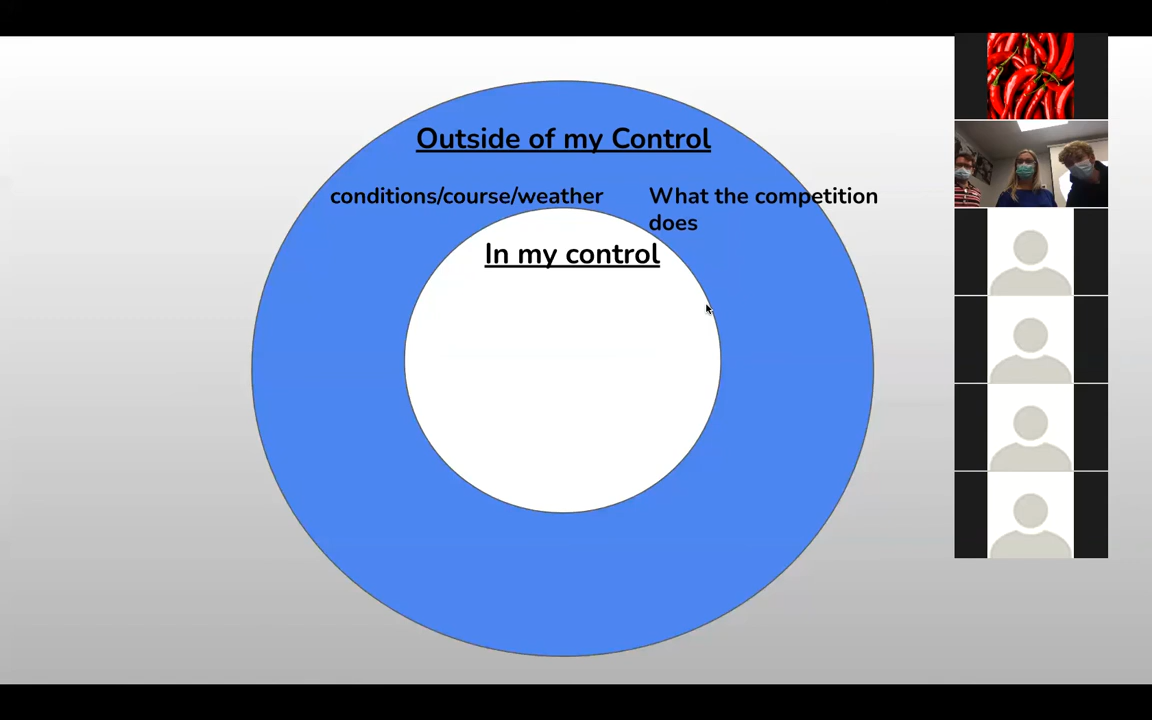 Outside of my Control
conditions/course/weather
What the competition
does
In my control